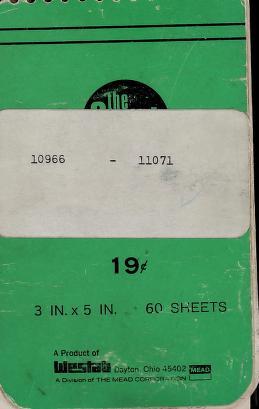 The
10966 - 11071
19¢
3 IN. x 5 IN. 60 SHEETS
A Product of
Westab Dayton, Ohio 45402 MEAD
A Division of THE MEAD CORPORATION